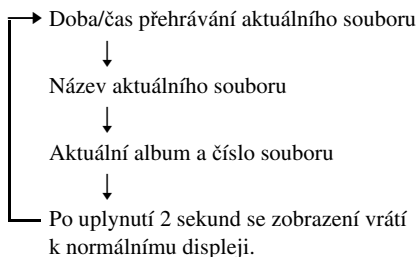 Doba/čas přehrávání aktuálního souboru
Název aktuálního souboru
Aktuální album a číslo souboru
Po uplynutí 2 sekund se zobrazení vrátí
k normálnímu displeji.